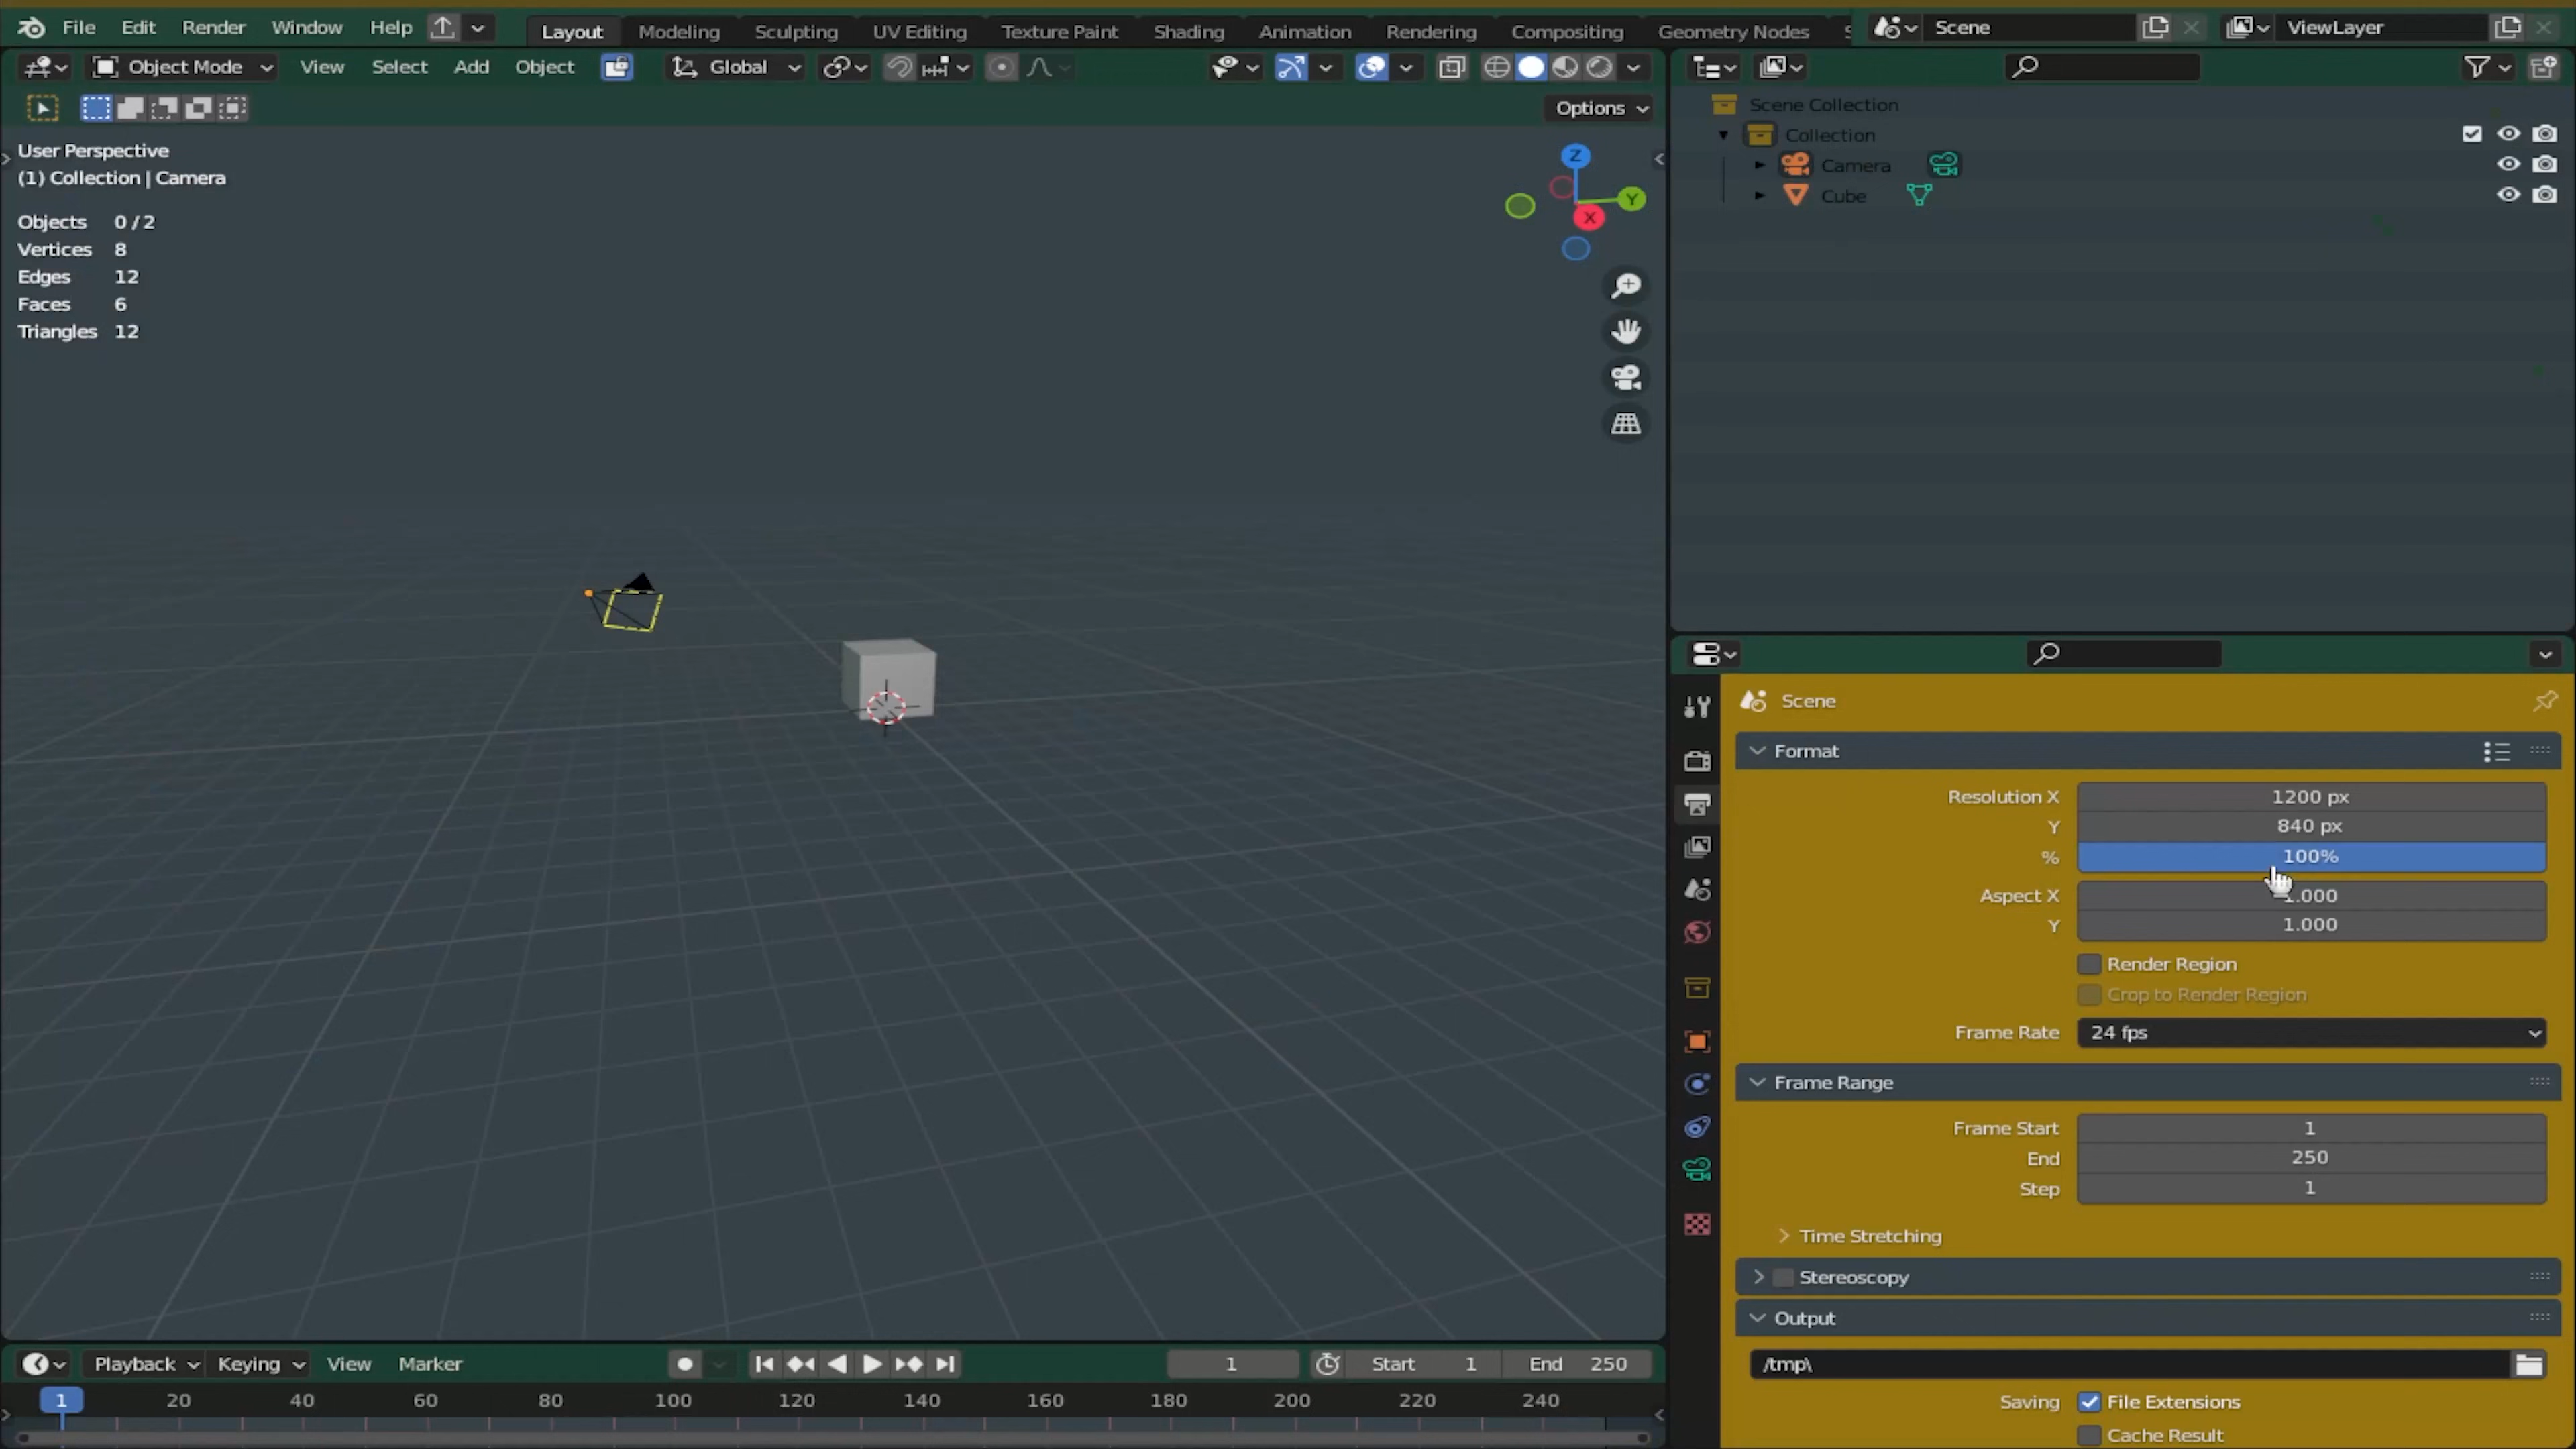 File Edit Render Window Help Layout Modeling Sculpting UV Editing Texture Paint Shading Animation Rendering Compositing Geometry Nodes Scene ViewLayer
Object Mode View Select Add Object Global
Options
User Perspective
(1) Collection | Camera
Objects 0 / 2
Vertices 8
Edges 12
Faces 6
Triangles 12
Z
Y
X
Scene Collection
Collection
Camera
Cube
Scene
Format
Resolution X 1200 px
Y 840 px
% 100%
Aspect X 1.000
Y 1.000
Render Region
Crop to Render Region
Frame Rate 24 fps
Frame Range
Frame Start 1
End 250
Step 1
Time Stretching
Stereoscopy
Output
/tmp\
Saving File Extensions
Cache Result
Playback Keying View Marker 1 Start 1 End 250
1 20 40 60 80 100 120 140 160 180 200 220 240